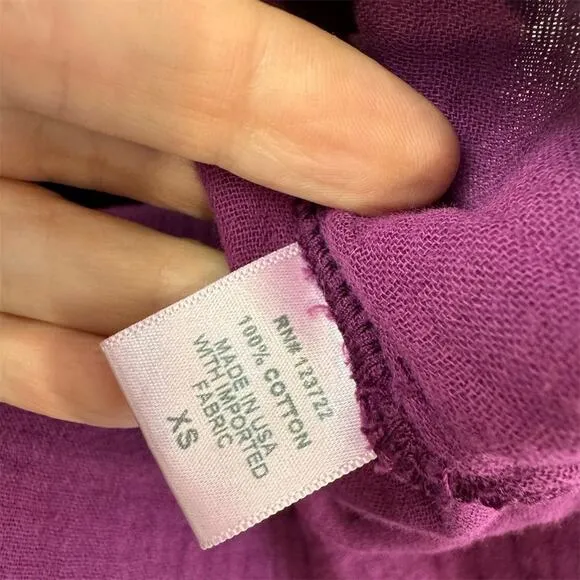 RN# 123722
100% COTTON
MADE IN USA
WITH IMPORTED
FABRIC
XS